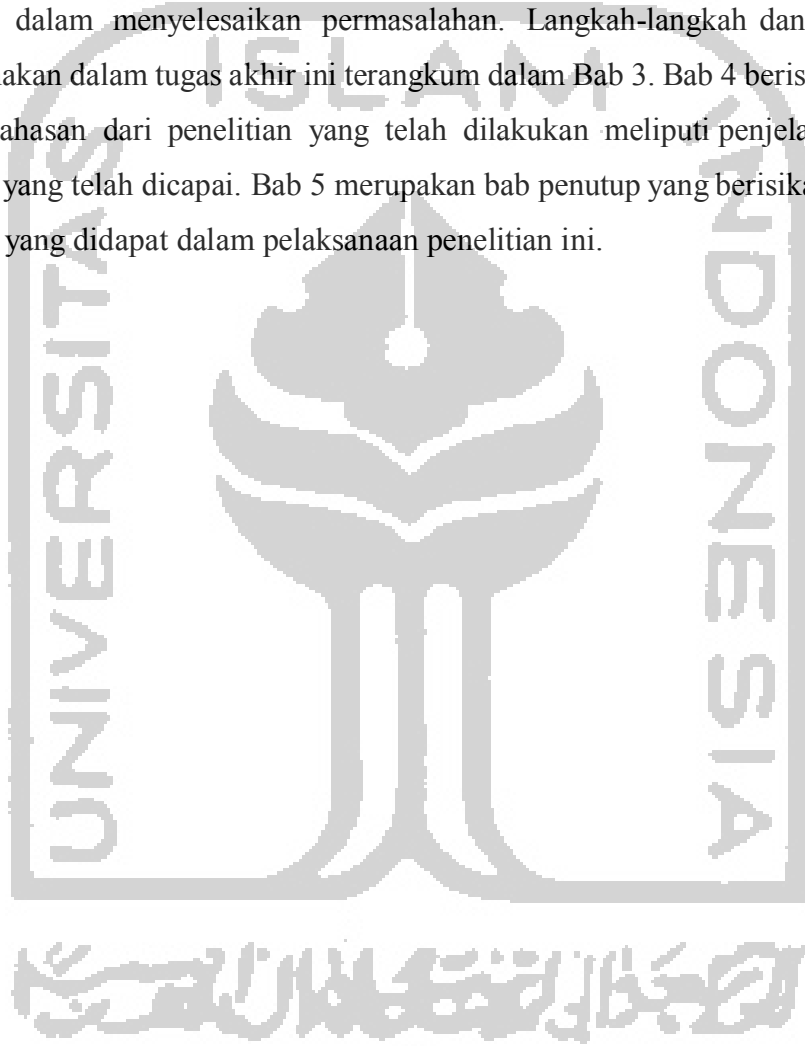 dalam menyelesaikan permasalahan. Langkah-langkah dan
akan dalam tugas akhir ini terangkum dalam Bab 3. Bab 4 beris
ahasan dari penelitian yang telah dilakukan meliputi penjela
yang telah dicapai. Bab 5 merupakan bab penutup yang berisika
yang didapat dalam pelaksanaan penelitian ini.
UNIVERSITAS
ISLAM
INDONESIA